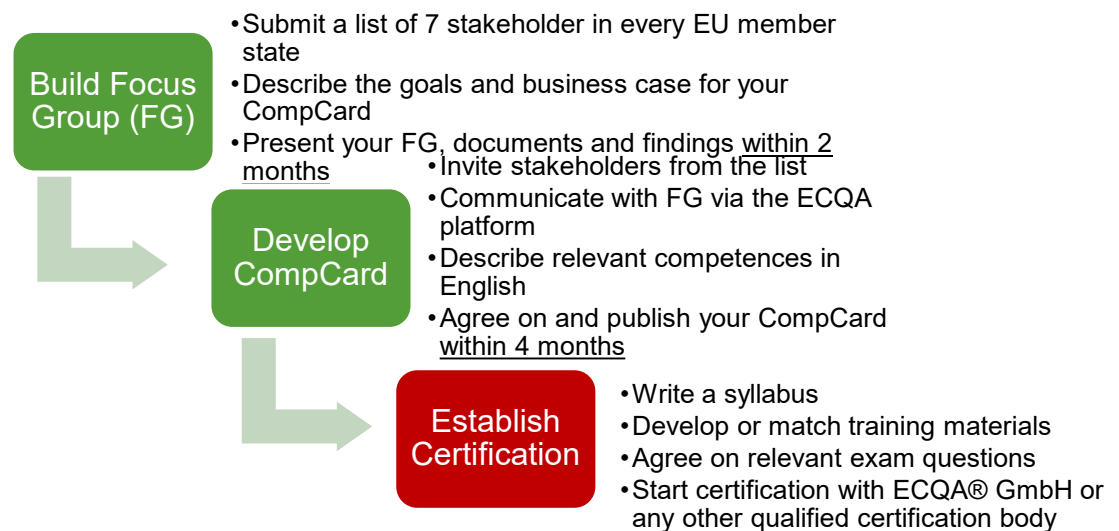 Build Focus
Group (FG)
•Submit a list of 7 stakeholder in every EU member
state
•Describe the goals and business case for your
CompCard
•Present your FG, documents and findings within 2
months
Develop
CompCard
•Invite stakeholders from the list
•Communicate with FG via the ECQA
platform
•Describe relevant competences in
English
•Agree on and publish your CompCard
within 4 months
Establish
Certification
•Write a syllabus
•Develop or match training materials
•Agree on relevant exam questions
•Start certification with ECQA® GmbH or
any other qualified certification body